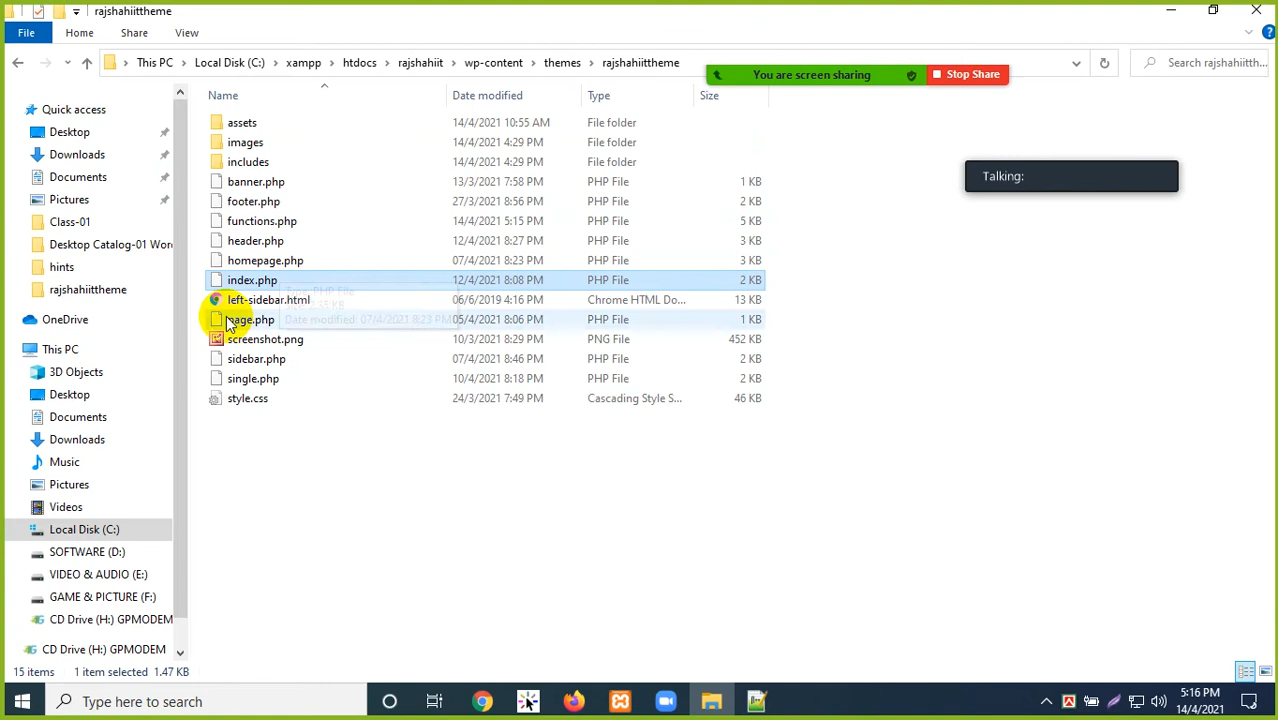 rajshahiittheme
File
Home
Share
View
This PC
Local Disk (C:)
xampp
htdocs
rajshahiit
wp-content
themes
rajshahiittheme
Search rajshahiitth...
You are screen sharing
Stop Share
Talking:
Name
Date modified
Type
Size
assets 14/4/2021 10:55 AM File folder
images 14/4/2021 4:29 PM File folder
includes 14/4/2021 4:29 PM File folder
banner.php 13/3/2021 7:58 PM PHP File 1 KB
footer.php 27/3/2021 8:56 PM PHP File 2 KB
functions.php 14/4/2021 5:15 PM PHP File 5 KB
header.php 12/4/2021 8:27 PM PHP File 3 KB
homepage.php 07/4/2021 8:23 PM PHP File 3 KB
index.php 12/4/2021 8:08 PM PHP File 2 KB
Type: PHP File
left-sidebar.html 06/6/2019 4:16 PM Chrome HTML Do... 13 KB
page.php 05/4/2021 8:06 PM PHP File 1 KB
Date modified: 07/4/2021 8:23 PM
screenshot.png 10/3/2021 8:29 PM PNG File 452 KB
sidebar.php 07/4/2021 8:46 PM PHP File 2 KB
single.php 10/4/2021 8:18 PM PHP File 2 KB
style.css 24/3/2021 7:49 PM Cascading Style S... 46 KB
Quick access
Desktop
Downloads
Documents
Pictures
Class-01
Desktop Catalog-01 Wor
hints
rajshahiittheme
OneDrive
This PC
3D Objects
Desktop
Documents
Downloads
Music
Pictures
Videos
Local Disk (C:)
SOFTWARE (D:)
VIDEO & AUDIO (E:)
GAME & PICTURE (F:)
CD Drive (H:) GPMODEM
CD Drive (H:) GPMODEM
15 items
1 item selected 1.47 KB
Type here to search
5:16 PM
14/4/2021